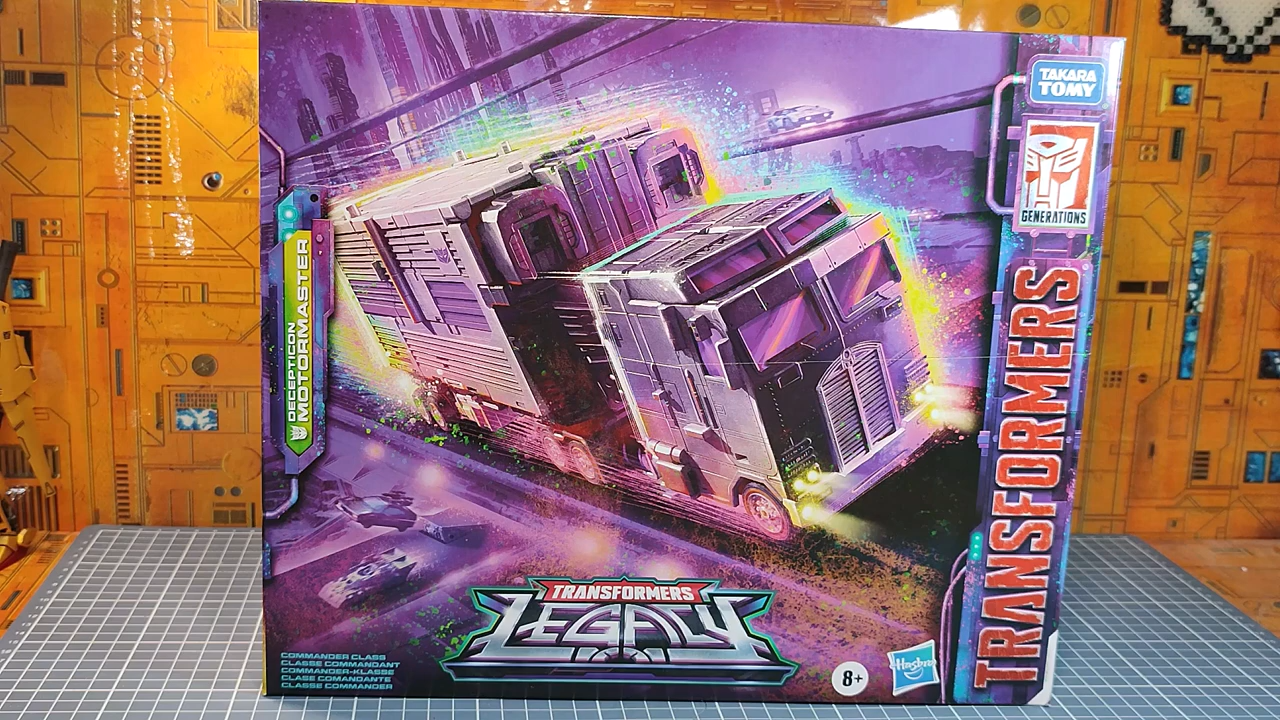 TAKARA
TOMY
GENERATIONS
TRANSFORMERS
DECEPTICON
MOTORMASTER
TRANSFORMERS
LEGACY
COMMANDER CLASS
CLASSE COMMANDANT
COMMANDER-KLASSE
CLASE COMANDANTE
CLASSE COMMANDER
8+
Hasbro